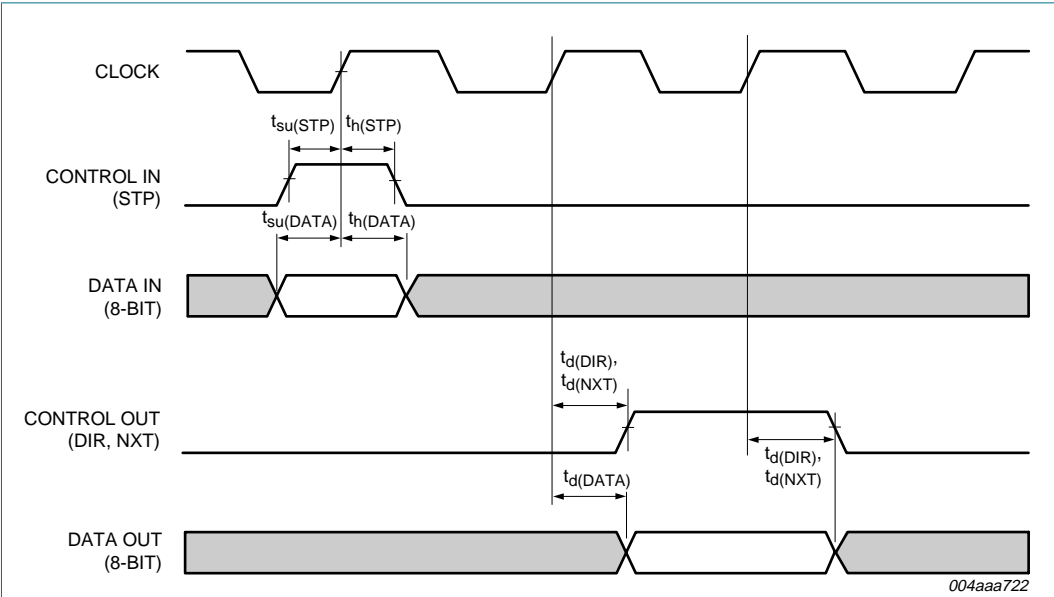 CLOCK
tsu(STP) th(STP)
CONTROL IN
(STP)
tsu(DATA) th(DATA)
DATA IN
(8-BIT)
td(DIR),
td(NXT)
CONTROL OUT
(DIR, NXT)
td(DIR),
td(NXT)
td(DATA)
DATA OUT
(8-BIT)
004aaa722